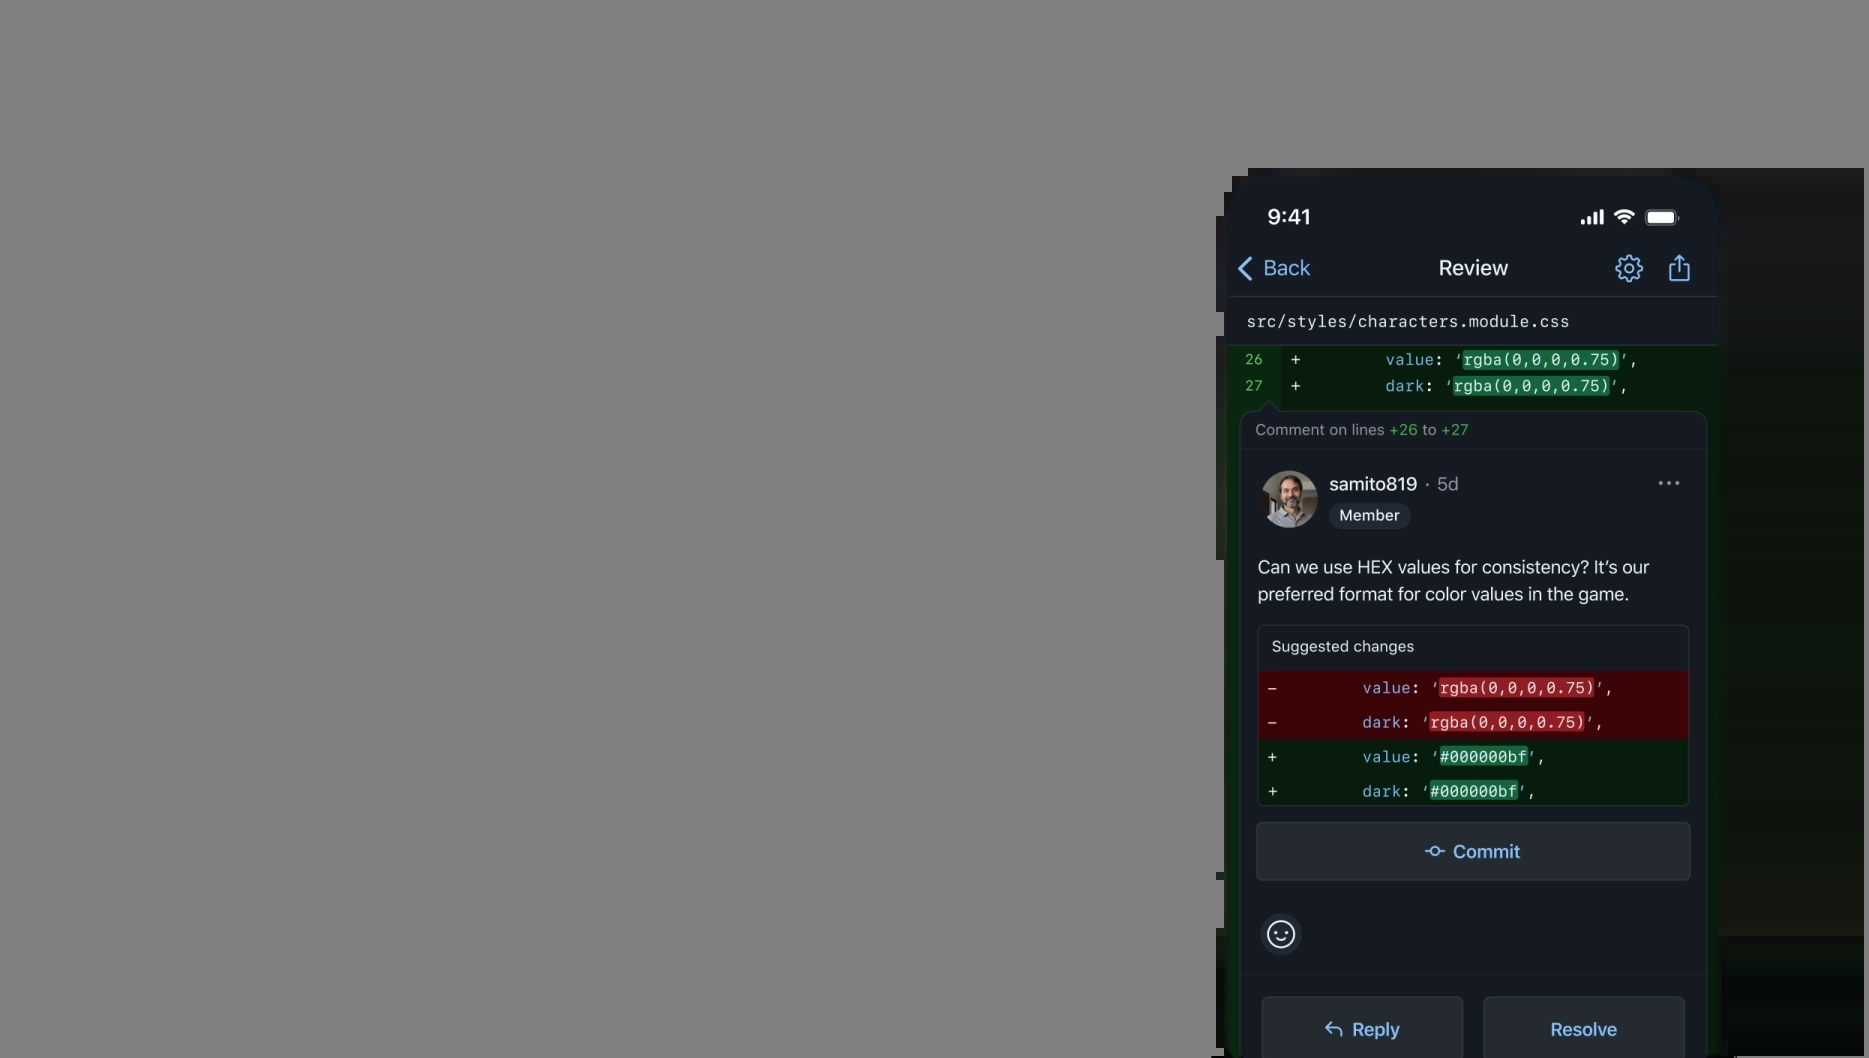 9:41
Back Review
src/styles/characters.module.css
26 + value: ‘rgba(0,0,0,0.75)’,
27 + dark: ‘rgba(0,0,0,0.75)’,
Comment on lines +26 to +27
samito819 · 5d
Member
Can we use HEX values for consistency? It’s our
preferred format for color values in the game.
Suggested changes
− value: ‘rgba(0,0,0,0.75)’,
− dark: ‘rgba(0,0,0,0.75)’,
+ value: ‘#000000bf’,
+ dark: ‘#000000bf’,
Commit
Reply Resolve